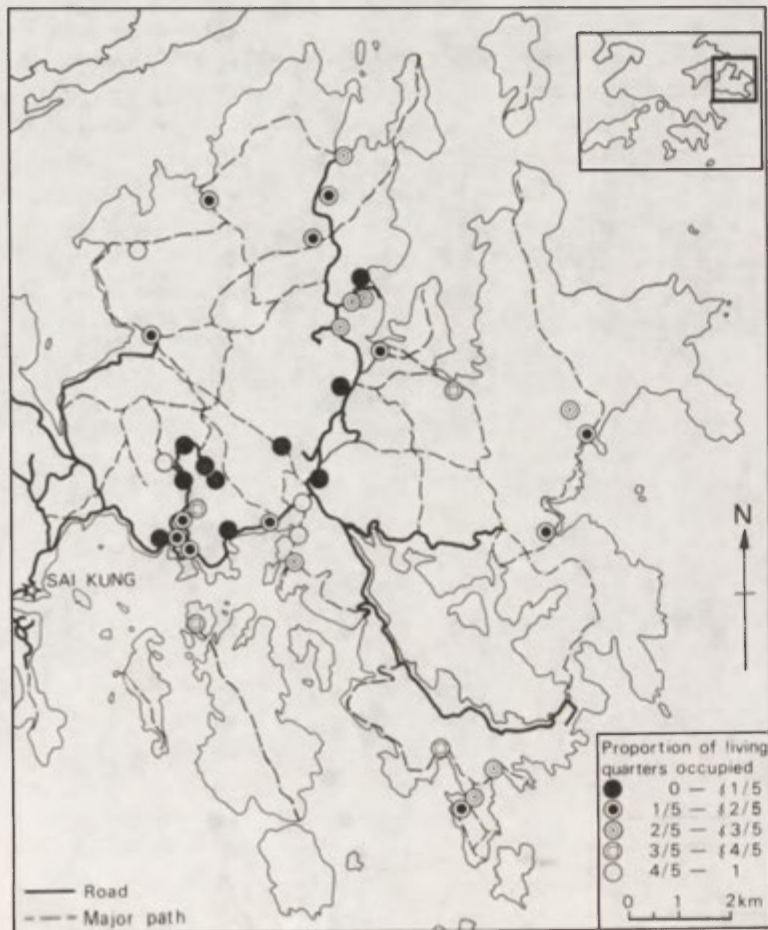 N
SAI KUNG
Proportion of living
quarters occupied
0 — ≮1/5
1/5 — ≮2/5
2/5 — ≮3/5
3/5 — ≮4/5
4/5 — 1
Road
Major path
0 1 2km